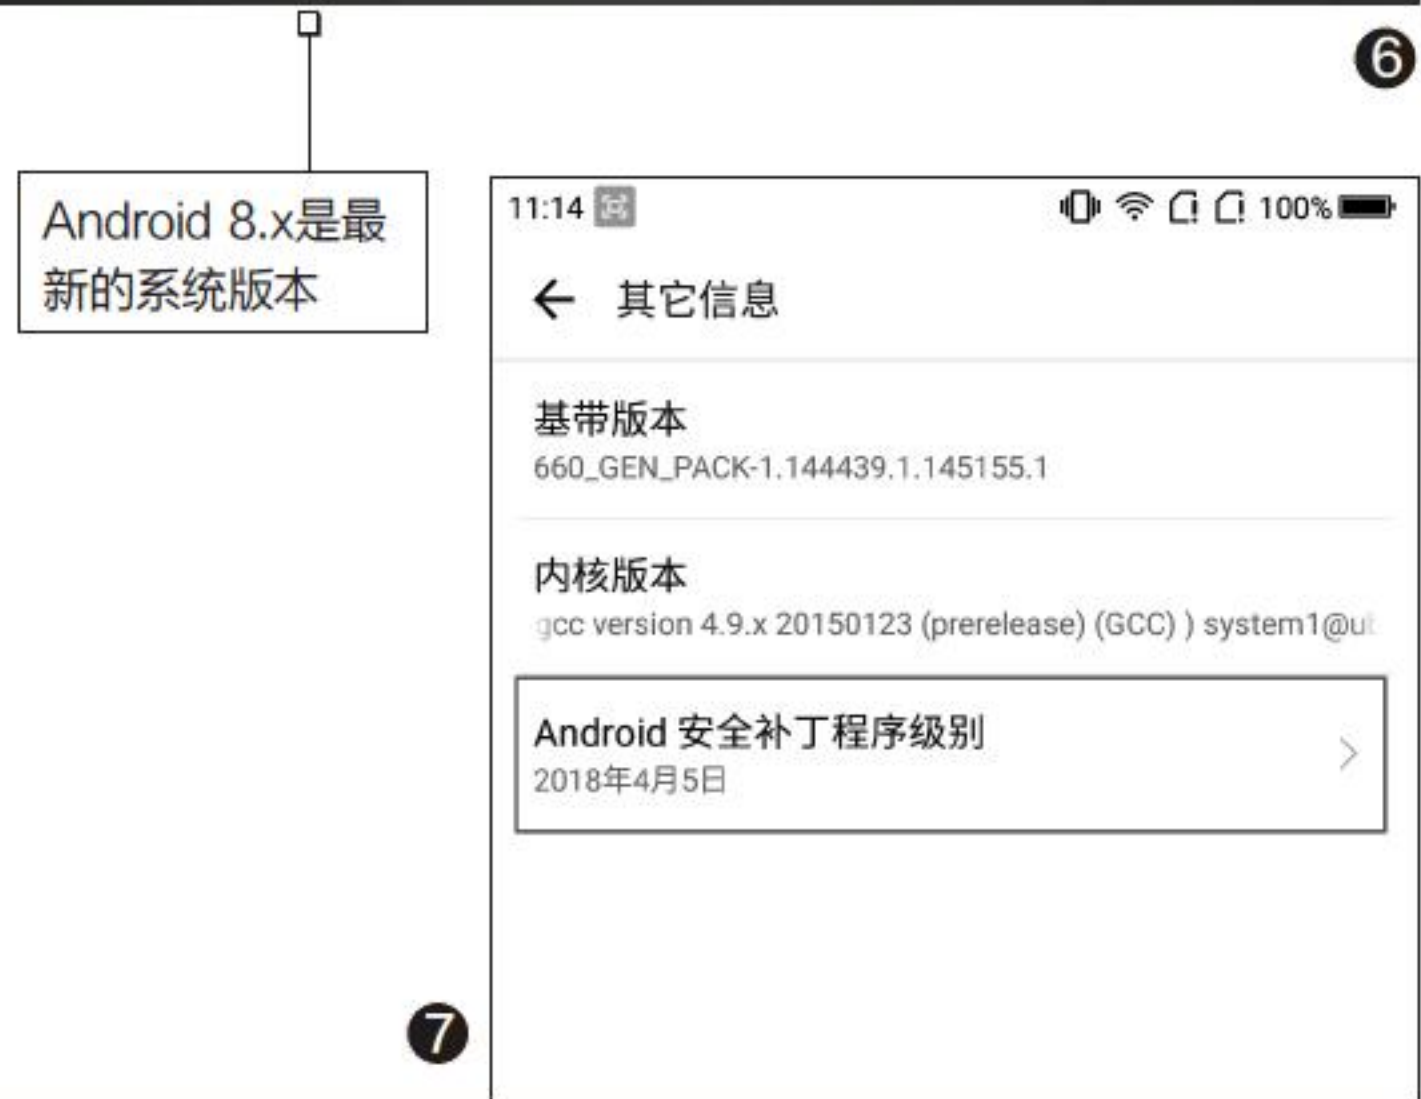 6
Android 8.x是最
新的系统版本
11:14
100%
其它信息
基带版本
660_GEN_PACK-1.144439.1.145155.1
内核版本
gcc version 4.9.x 20150123 (prerelease) (GCC) ) system1@ub
Android 安全补丁程序级别
2018年4月5日
7